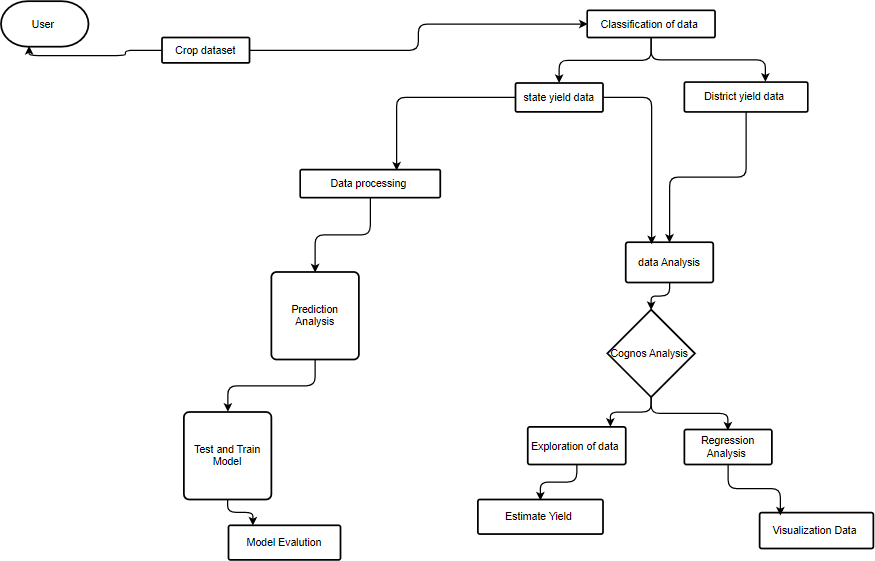 User
Classification of data
Crop dataset
state yield data
District yield data
Data processing
data Analysis
Prediction
Analysis
Cognos Analysis
Exploration of data
Regression
Analysis
Test and Train
Model
Estimate Yield
Visualization Data
Model Evalution